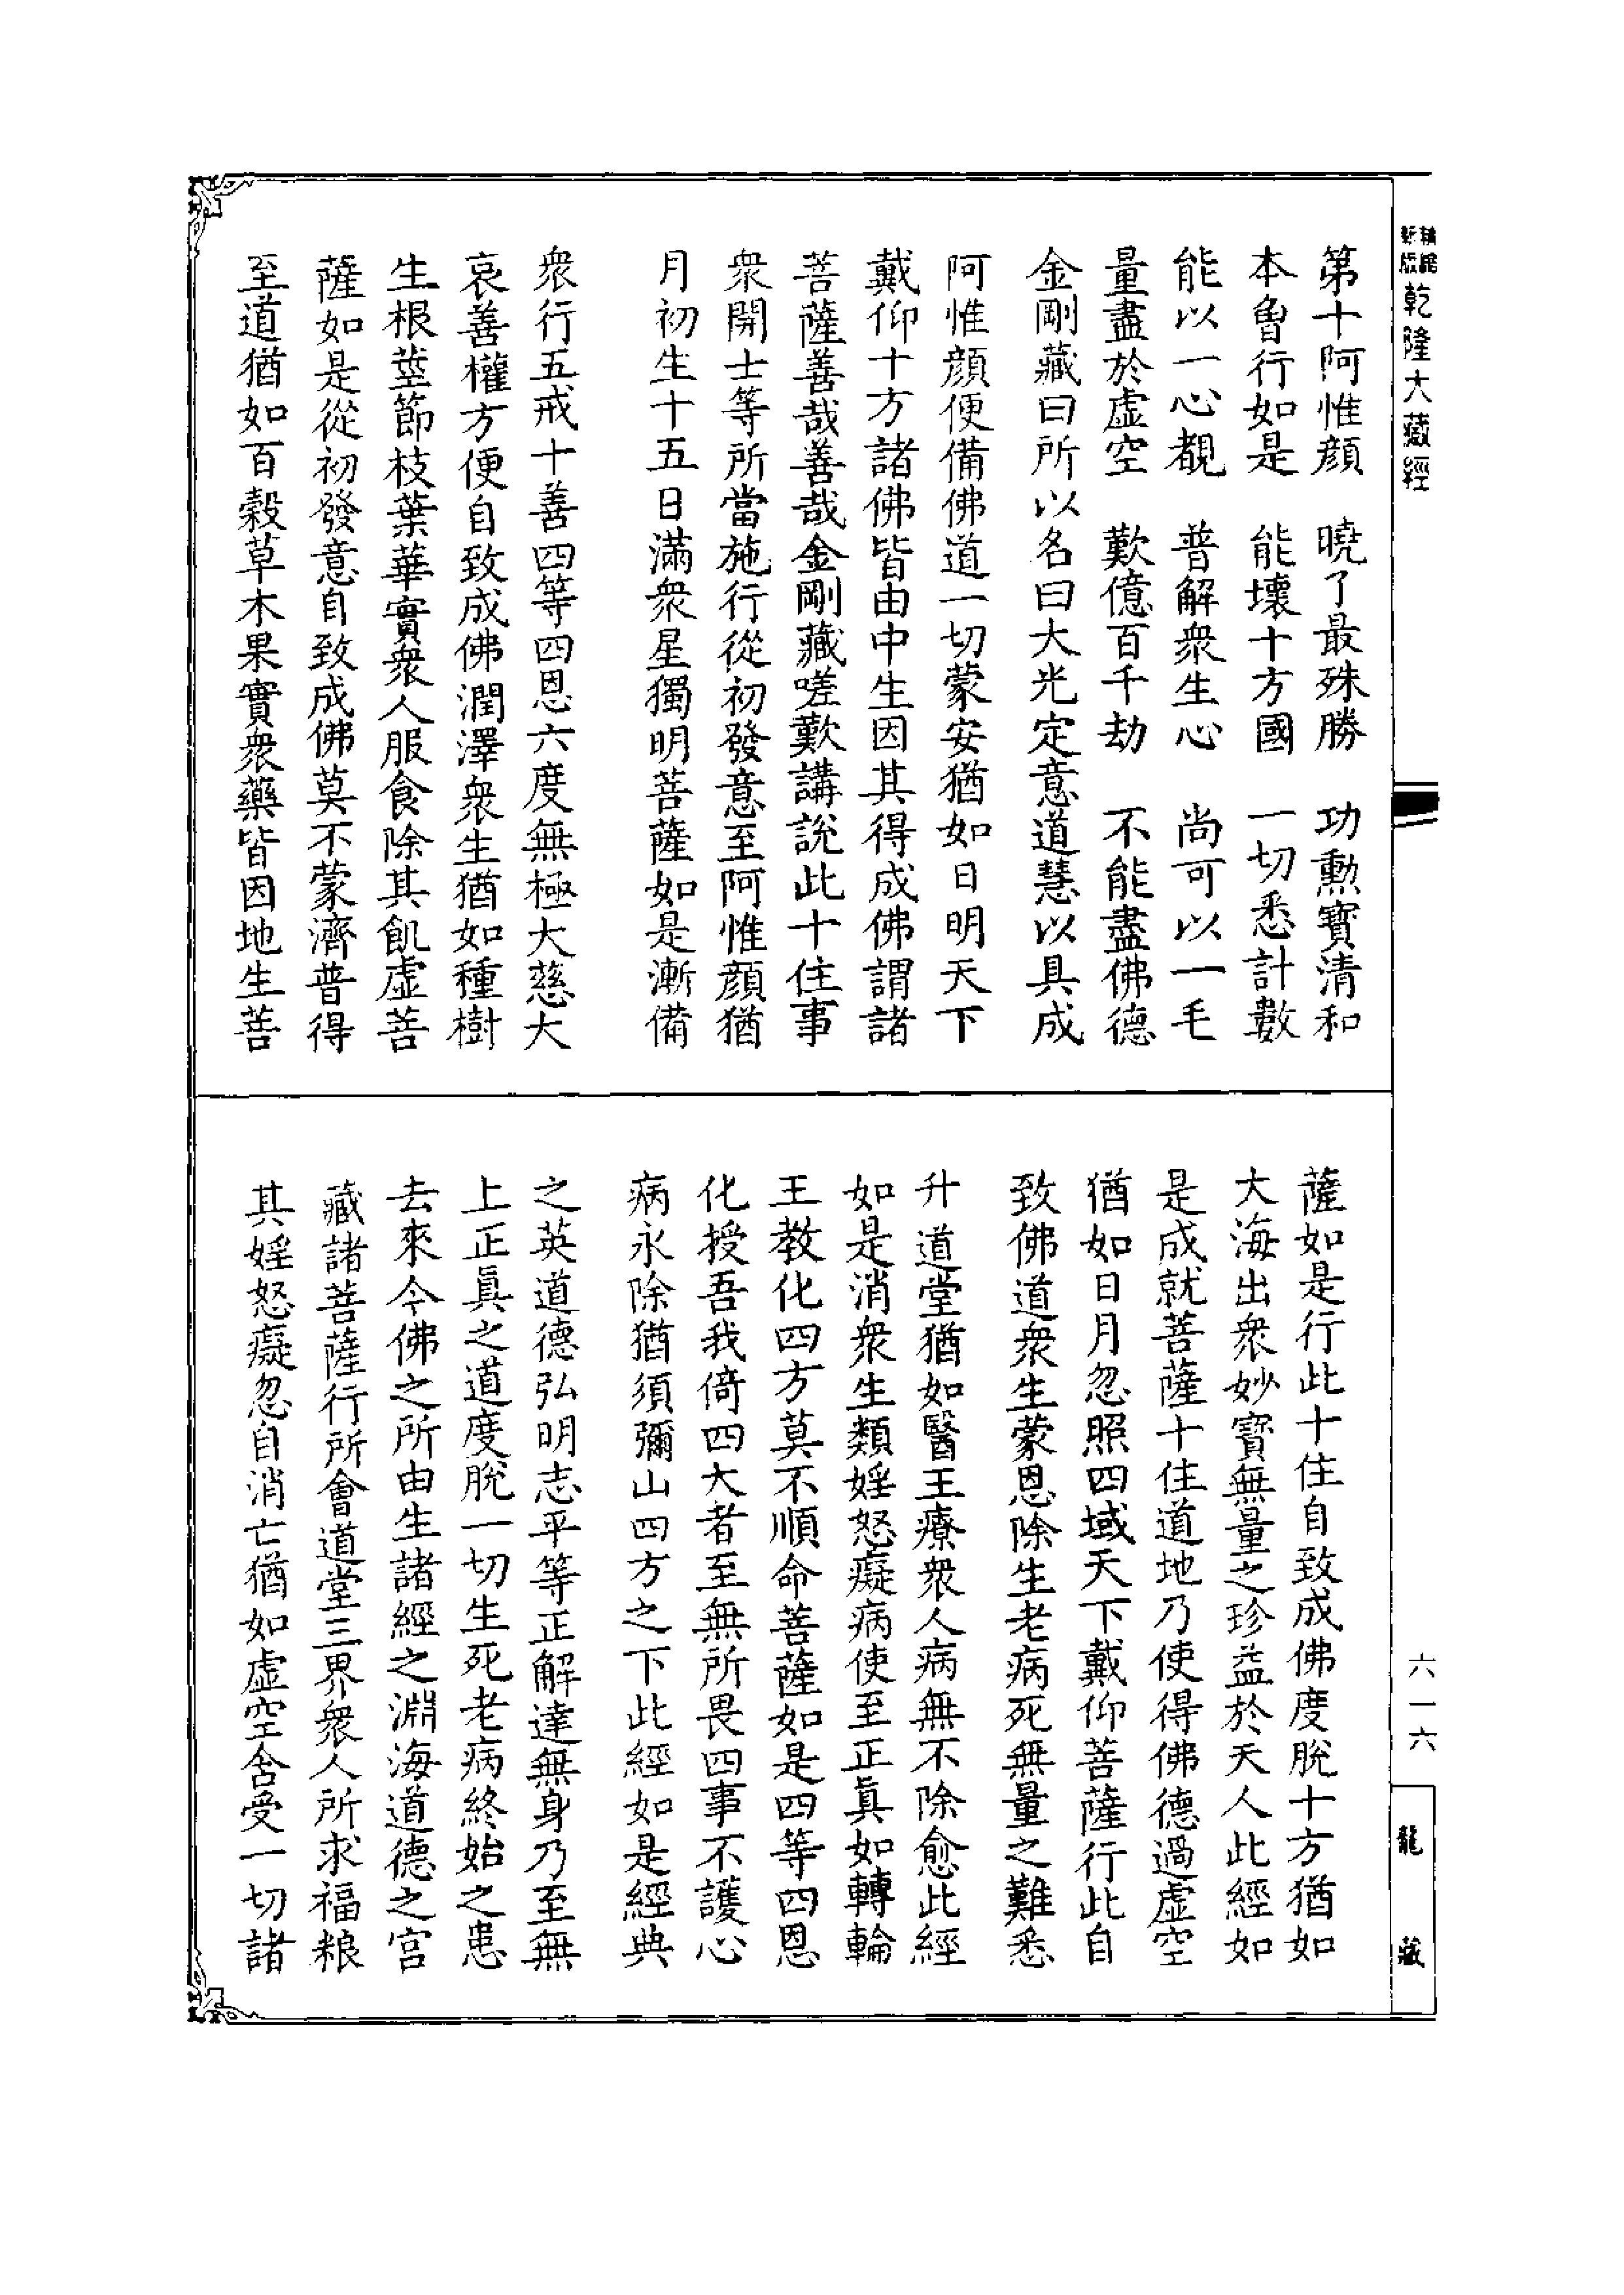 乾隆大藏經
第十阿惟顔　曉了最殊勝　功勳寶清和
本曾行如是　能壞十方國　一切悉計數
能以一心覩　普解衆生心　尚可以一毛
量盡於虛空　歎億百千劫　不能盡佛德
金剛藏曰所以名曰大光定意道慧以具成
阿惟顔便備佛道一切蒙安猶如日明天下
戴仰十方諸佛皆由中生因其得成佛謂諸
菩薩善哉善哉金剛藏嗟歎講說此十住事
衆開士等所當施行從初發意至阿惟顔猶
月初生十五日滿衆星獨明菩薩如是漸備
衆行五戒十善四等四恩六度無極大慈大
哀善權方便自致成佛潤澤衆生猶如種樹
生根莖節枝葉華實衆人服食除其飢虛菩
薩如是從初發意自致成佛莫不蒙濟普得
至道猶如百穀草木果實衆藥皆因地生菩
薩如是行此十住自致成佛度脫十方猶如
大海出衆妙寶無量之珍益於天人此經如
是成就菩薩十住道地乃使得佛德過虛空
猶如日月忽照四域天下戴仰菩薩行此自
致佛道衆生蒙恩除生老病死無量之難悉
升道堂猶如醫王療衆人病無不除愈此經
如是消衆生類婬怒癡病使至正眞如轉輪
王教化四方莫不順命菩薩如是四等四恩
化授吾我倚四大者至無所畏四事不護心
病永除猶須彌山四方之下此經如是經典
之英道德弘明志平等正解達無身乃至無
上正眞之道度脫一切生死老病終始之患
去來今佛之所由生諸經之淵海道德之宮
藏諸菩薩行所會道堂三界衆人所求福粮
其婬怒癡忽自消亡猶如虛空含受一切諸
六一六
龍藏